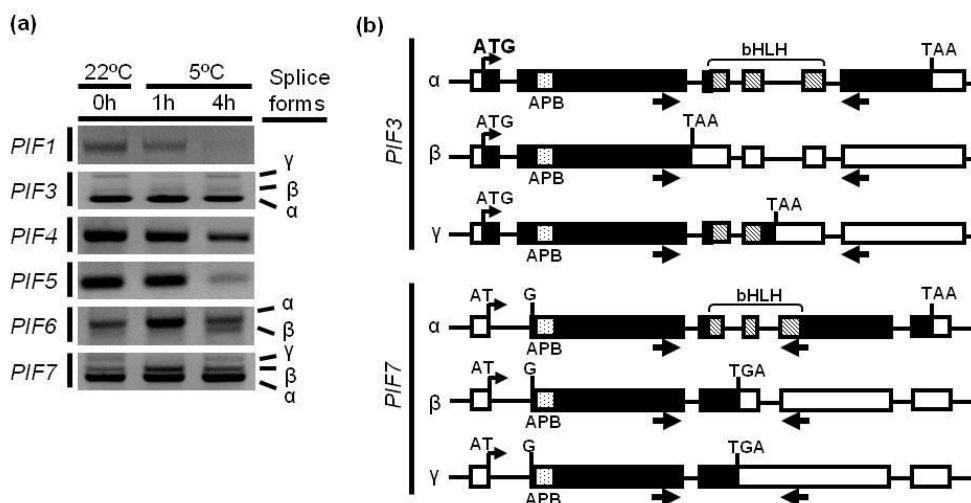 (a)
22ºC 5ºC Splice forms
0h 1h 4h
PIF1
PIF3 γ β α
PIF4
PIF5
PIF6 α β
PIF7 γ β α
(b)
PIF3
ATG bHLH TAA
α
APB
ATG TAA
β
APB
ATG TAA
γ
APB
PIF7
AT G bHLH TAA
α
APB
AT G TGA
β
APB
AT G TGA
γ
APB